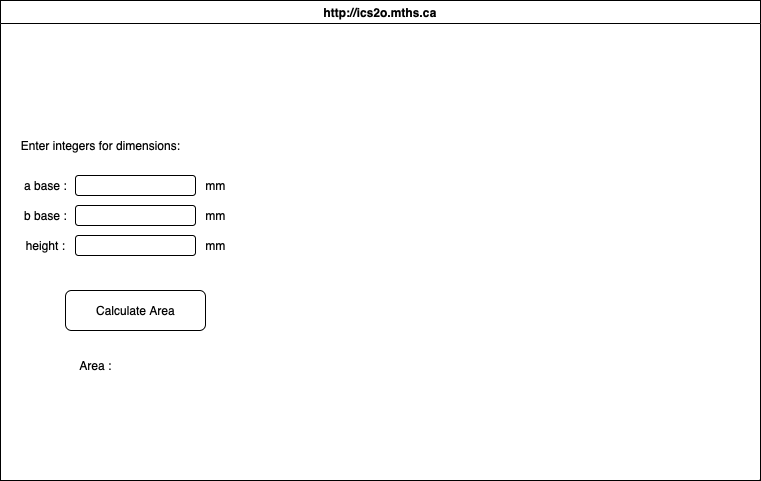 http://ics2o.mths.ca
Enter integers for dimensions:
a base : mm
b base : mm
height : mm
Calculate Area
Area :